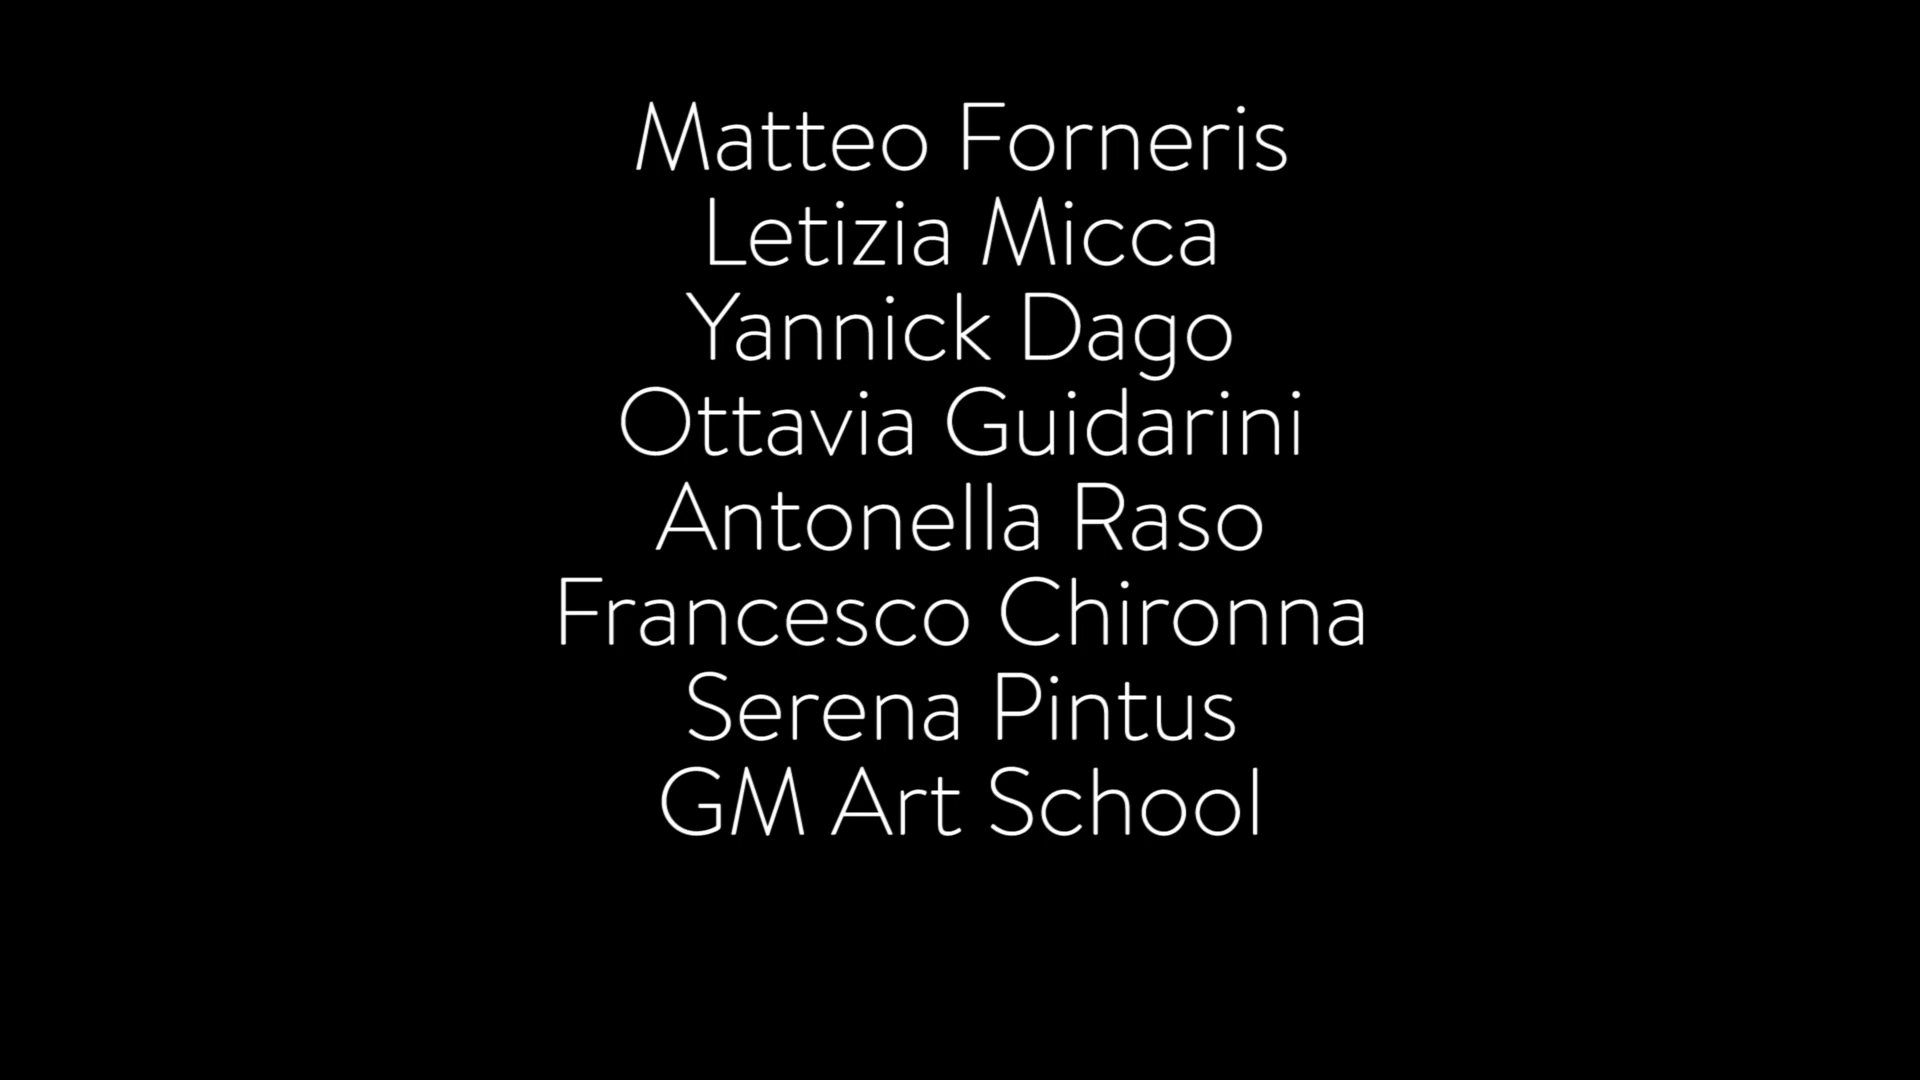 Matteo Forneris
Letizia Micca
Yannick Dago
Ottavia Guidarini
Antonella Raso
Francesco Chironna
Serena Pintus
GM Art School